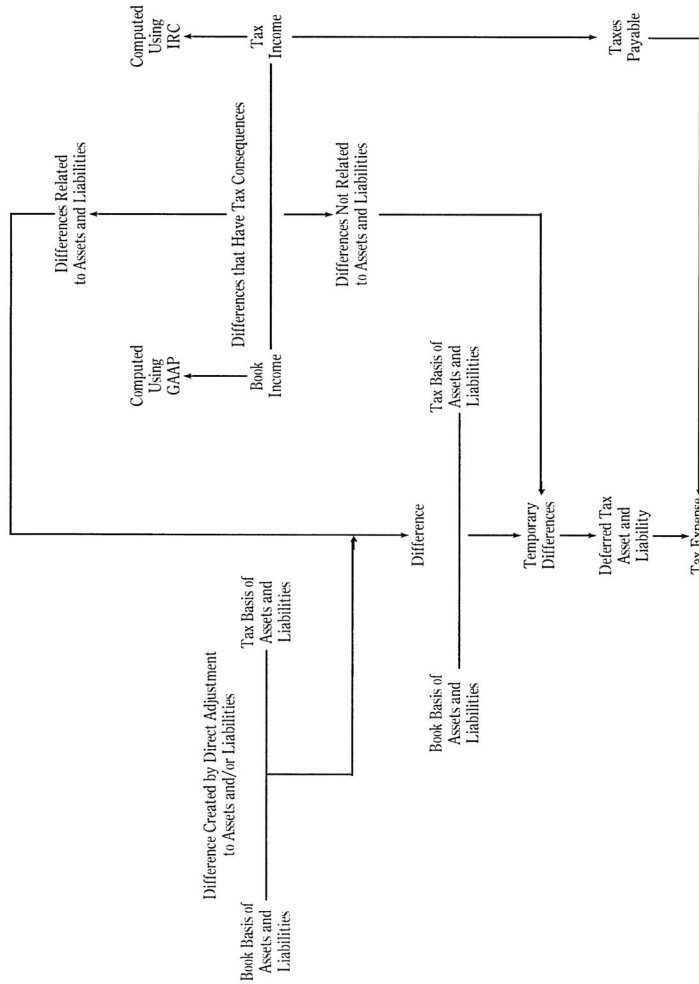 Computed
Using
GAAP
Book
Income
Computed
Using
IRC
Tax
Income
Differences that Have Tax Consequences
Differences Related
to Assets and Liabilities
Differences Not Related
to Assets and Liabilities
Difference Created by Direct Adjustment
to Assets and/or Liabilities
Book Basis of
Assets and
Liabilities
Tax Basis of
Assets and
Liabilities
Difference
Book Basis of
Assets and
Liabilities
Tax Basis of
Assets and
Liabilities
Temporary
Differences
Deferred Tax
Asset and
Liability
Taxes
Payable
Tax Expense